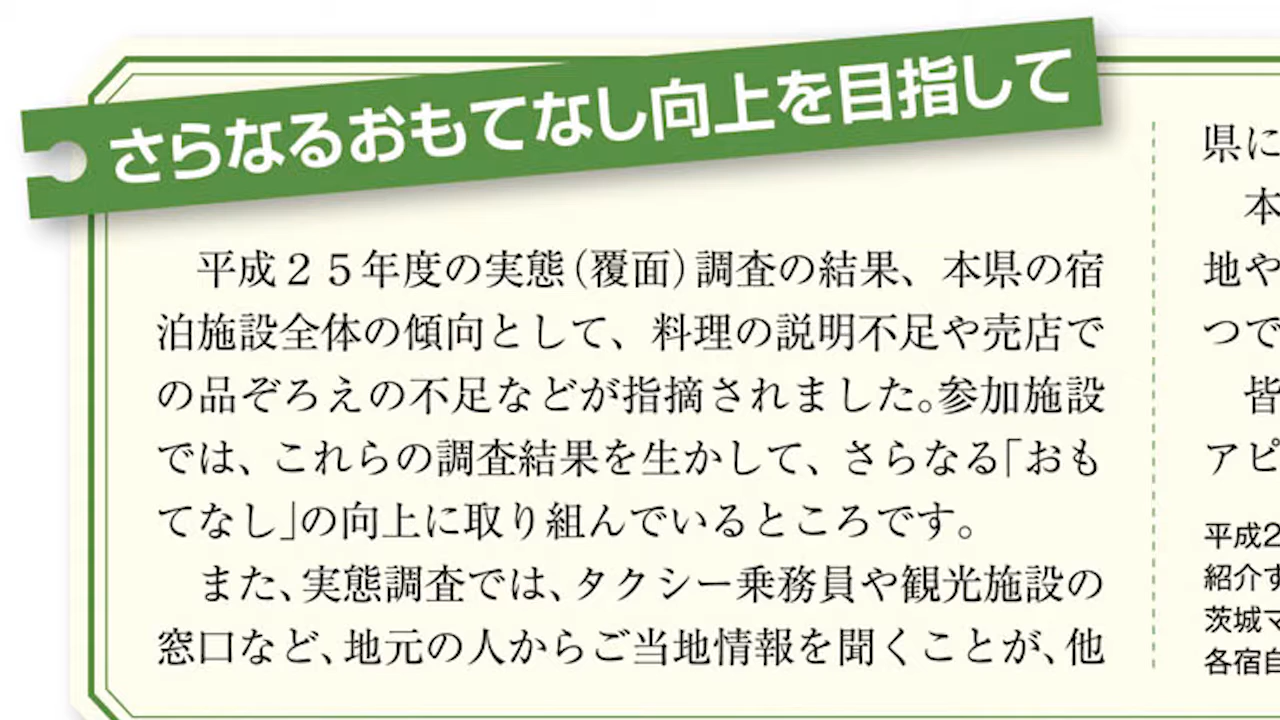 さらなるおもてなし向上を目指して
平成２５年度の実態（覆面）調査の結果、本県の宿
泊施設全体の傾向として、料理の説明不足や売店で
の品ぞろえの不足などが指摘されました。参加施設
では、これらの調査結果を生かして、さらなる「おも
てなし」の向上に取り組んでいるところです。
また、実態調査では、タクシー乗務員や観光施設の
窓口など、地元の人からご当地情報を聞くことが、他
県に
本
地や
つで
皆
アピ
平成2
紹介す
茨城マ
各宿自